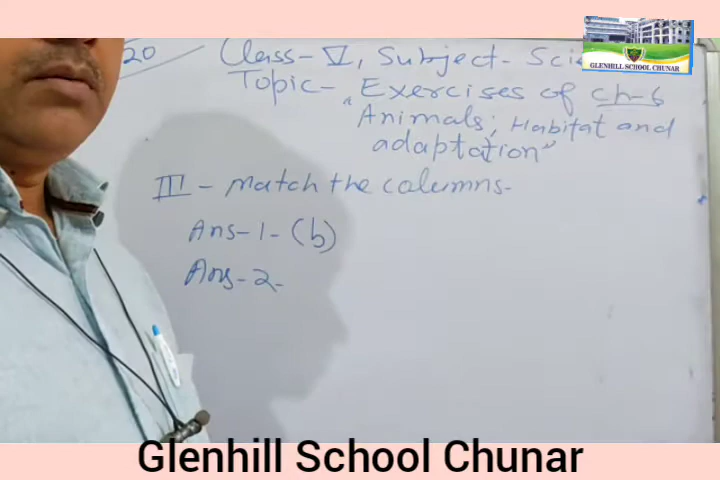 20
Class- V, Subject- Sci
Topic- "Exercises of ch-6
Animals; Habitat and
adaptation"
III - Match the columns-
Ans-1-(b)
Ans-2-
GLENHILL SCHOOL CHUNAR
Glenhill School Chunar